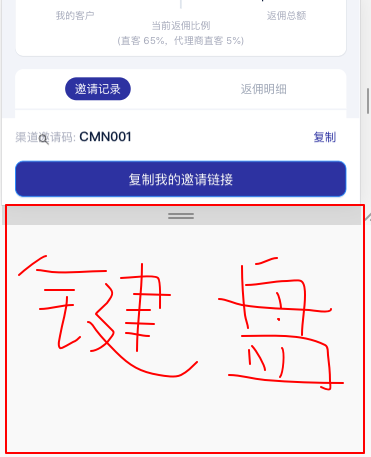 我的客户
返佣总额
当前返佣比例
(直客 65%, 代理商直客 5%)
邀请记录
返佣明细
渠道邀请码: CMN001
复制
复制我的邀请链接
键盘